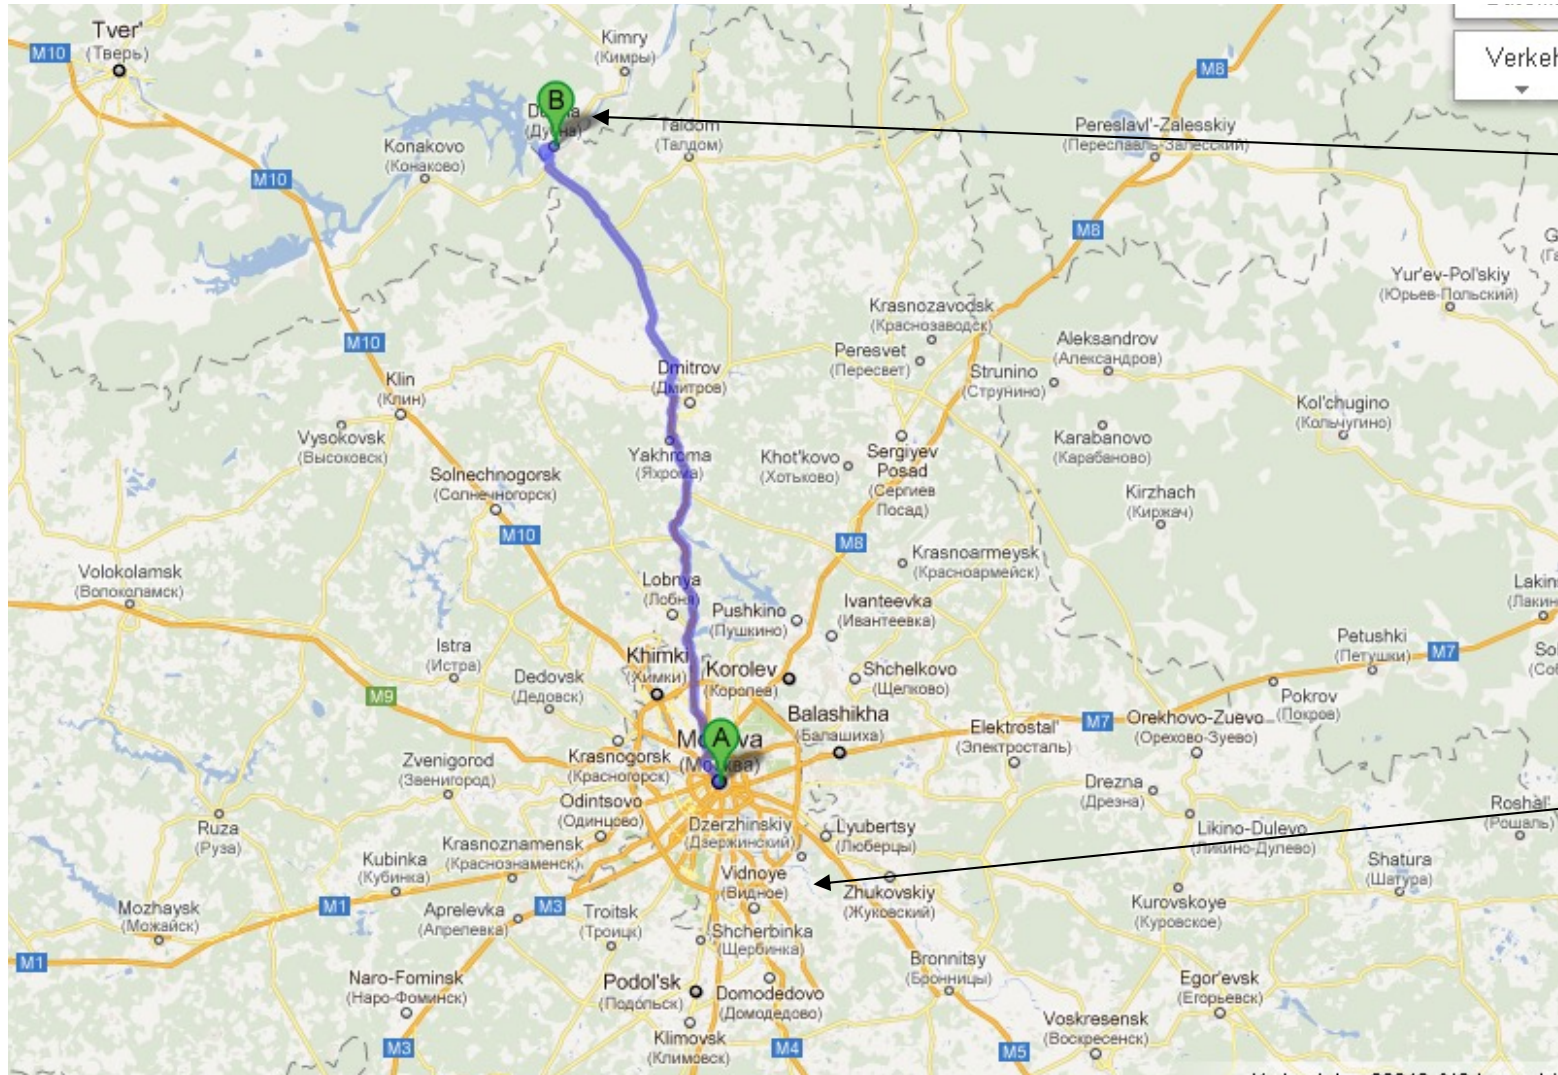 Tver'
(Тверь)
M10
Kimry
(Кимры)
M8
Verkeh
B
(Дубна)
Konakovo
(Конаково)
Taldom
(Талдом)
Pereslavl'-Zalesskiy
(Переславль-Залесский)
M10
M8
Yur'ev-Pol'skiy
(Юрьев-Польский)
Krasnozavodsk
(Краснозаводск)
M10
Peresvet
(Пересвет)
Aleksandrov
(Александров)
Strunino
(Струнино)
Dmitrov
(Дмитров)
Klin
(Клин)
Kol'chugino
(Кольчугино)
Vysokovsk
(Высоковск)
Yakhroma
(Яхрома)
Khot'kovo
(Хотьково)
Sergiyev
Posad
(Сергиев
Посад)
Karabanovo
(Карабаново)
Solnechnogorsk
(Солнечногорск)
Kirzhach
(Киржач)
M10
M8
Krasnoarmeysk
(Красноармейск)
Volokolamsk
(Волоколамск)
Lobnya
(Лобня)
Pushkino
(Пушкино)
Ivanteevka
(Ивантеевка)
Lakin
(Лакин
Istra
(Истра)
Khimki
(Химки)
Korolev
(Королев)
Shchelkovo
(Щелково)
Petushki
(Петушки)
M7
Dedovsk
(Дедовск)
M9
Pokrov
(Покров)
Balashikha
(Балашиха)
Elektrostal'
(Электросталь)
M7
Orekhovo-Zuevo
(Орехово-Зуево)
A
(Москва)
Krasnogorsk
(Красногорск)
Zvenigorod
(Звенигород)
Drezna
(Дрезна)
Odintsovo
(Одинцово)
Roshal'
(Рошаль)
Ruza
(Руза)
Dzerzhinskiy
(Дзержинский)
Lyubertsy
(Люберцы)
Likino-Dulevo
(Ликино-Дулево)
Krasnoznamensk
(Краснознаменск)
Kubinka
(Кубинка)
Vidnoye
(Видное)
Zhukovskiy
(Жуковский)
Shatura
(Шатура)
M1
M3
Mozhaysk
(Можайск)
Aprelevka
(Апрелевка)
Troitsk
(Троицк)
Kurovskoye
(Куровское)
Shcherbinka
(Щербинка)
M1
Bronnitsy
(Бронницы)
Naro-Fominsk
(Наро-Фоминск)
Podol'sk
(Подольск)
Domodedovo
(Домодедово)
Egor'evsk
(Егорьевск)
Klimovsk
(Климовск)
Voskresensk
(Воскресенск)
M3
M4
M5